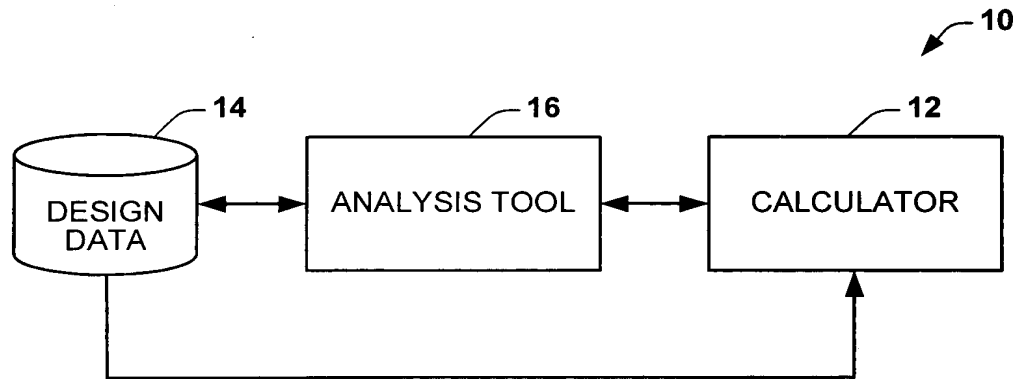 10
14
16
12
DESIGN
DATA
ANALYSIS TOOL
CALCULATOR